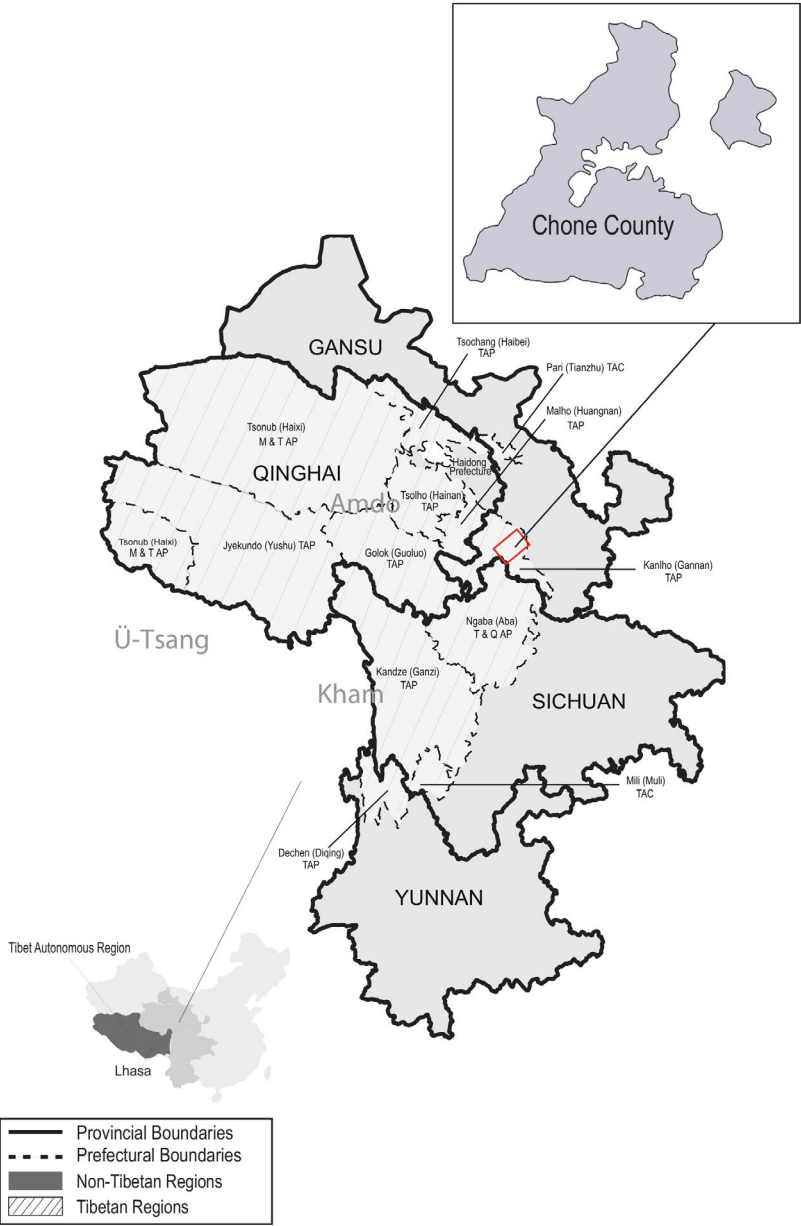 Chone County
GANSU
Tsochang (Haibei)
TAP
Pari (Tianzhu) TAC
Malho (Huangnan)
TAP
Tsonub (Haixi)
M & T AP
QINGHAI
Haidong
Prefecture
Amdo
Tsolho (Hainan)
TAP
Tsonub (Haixi)
M & T AP
Jyekundo (Yushu) TAP
Golok (Guoluo)
TAP
Kanlho (Gannan)
TAP
Ü-Tsang
Ngaba (Aba)
T & Q AP
Kandze (Ganzi)
TAP
Kham
SICHUAN
Mili (Muli)
TAC
Dechen (Diqing)
TAP
YUNNAN
Tibet Autonomous Region
Lhasa
Provincial Boundaries
Prefectural Boundaries
Non-Tibetan Regions
Tibetan Regions